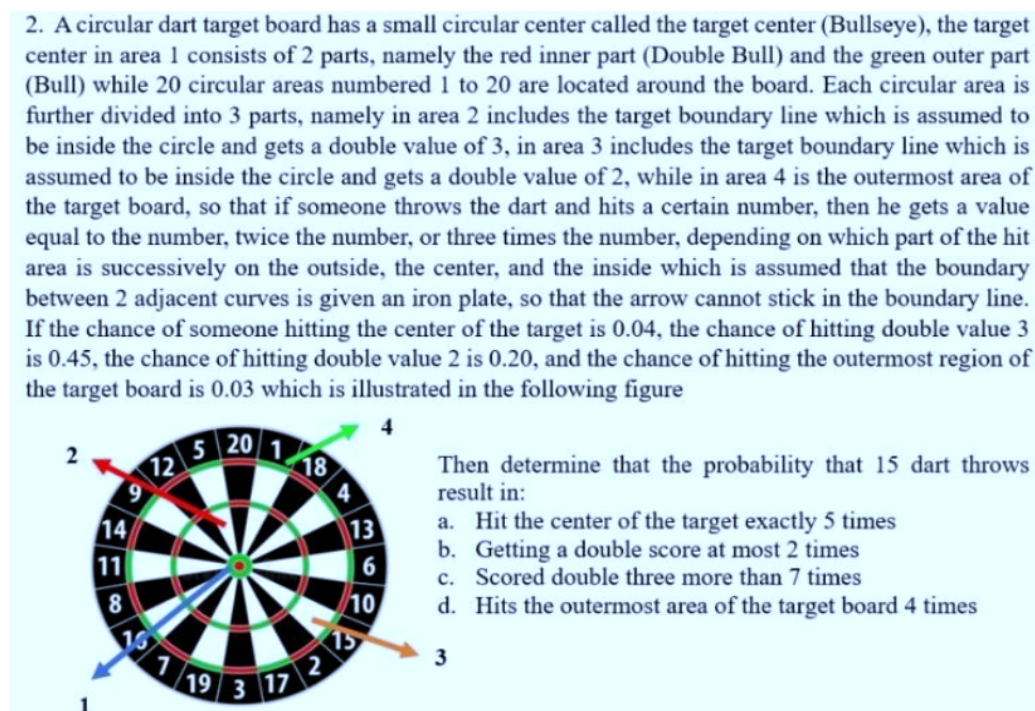 2. A circular dart target board has a small circular center called the target center (Bullseye), the target
center in area 1 consists of 2 parts, namely the red inner part (Double Bull) and the green outer part
(Bull) while 20 circular areas numbered 1 to 20 are located around the board. Each circular area is
further divided into 3 parts, namely in area 2 includes the target boundary line which is assumed to
be inside the circle and gets a double value of 3, in area 3 includes the target boundary line which is
assumed to be inside the circle and gets a double value of 2, while in area 4 is the outermost area of
the target board, so that if someone throws the dart and hits a certain number, then he gets a value
equal to the number, twice the number, or three times the number, depending on which part of the hit
area is successively on the outside, the center, and the inside which is assumed that the boundary
between 2 adjacent curves is given an iron plate, so that the arrow cannot stick in the boundary line.
If the chance of someone hitting the center of the target is 0.04, the chance of hitting double value 3
is 0.45, the chance of hitting double value 2 is 0.20, and the chance of hitting the outermost region of
the target board is 0.03 which is illustrated in the following figure
4
2
5 20 1
12 18
9 4
14 13
11 6
8 10
16 15
7 2
19 3 17
1
3
Then determine that the probability that 15 dart throws
result in:
a. Hit the center of the target exactly 5 times
b. Getting a double score at most 2 times
c. Scored double three more than 7 times
d. Hits the outermost area of the target board 4 times